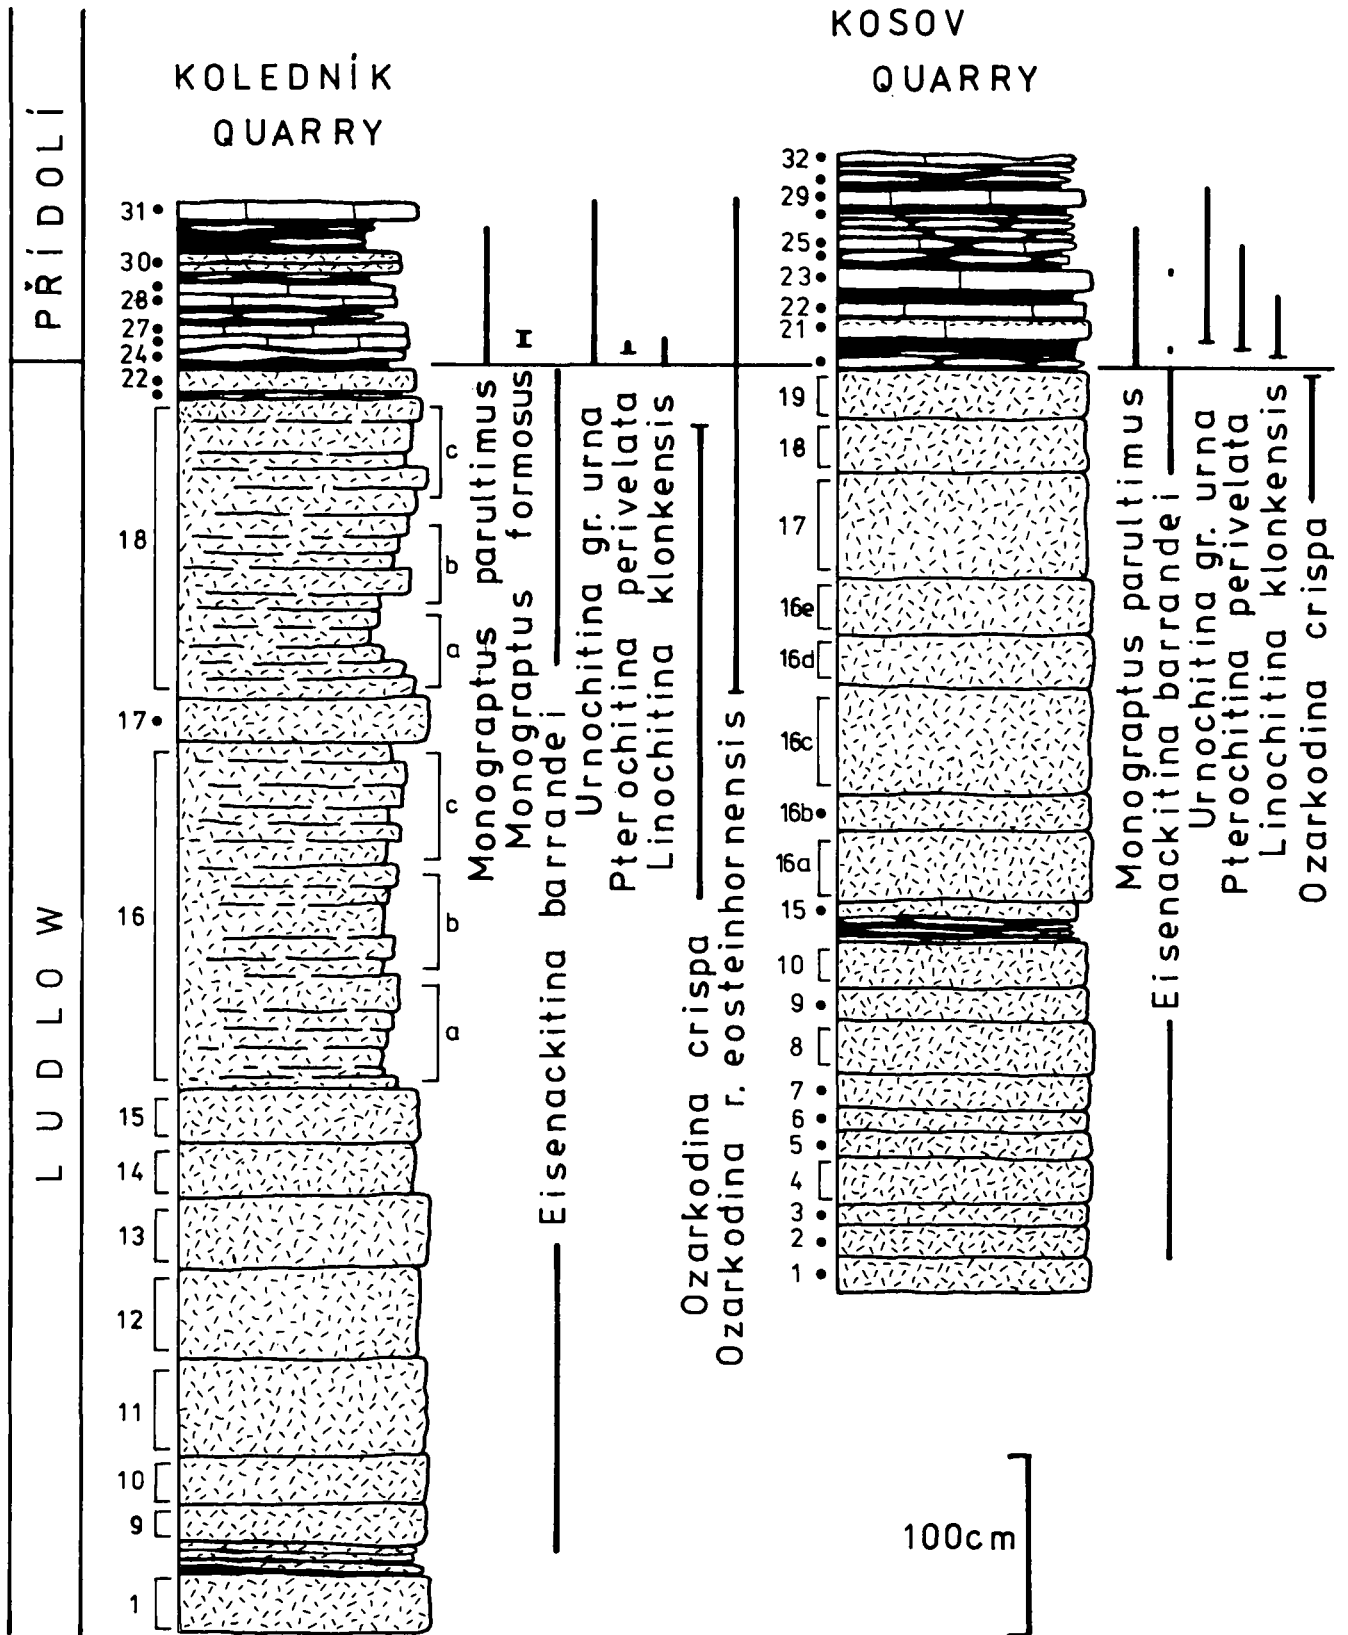 KOLEDNÍK
QUARRY
KOSOV
QUARRY
PŘÍDOLÍ
LUDLOW
31
30
28
27
24
22
18
c
b
a
17
16
c
b
a
15
14
13
12
11
10
9
1
Monograptus parultimus
Monograptus formosus
Eisenackitina barrandei
Urnochitina gr. urna
Pterochitina perivelata
Linochitina klonkensis
Ozarkodina crispa
Ozarkodina r. eosteinhornensis
32
29
25
23
22
21
19
18
17
16e
16d
16c
16b
16a
15
10
9
8
7
6
5
4
3
2
1
Monograptus parultimus
Eisenackitina barrandei
Urnochitina gr. urna
Pterochitina perivelata
Linochitina klonkensis
Ozarkodina crispa
100cm